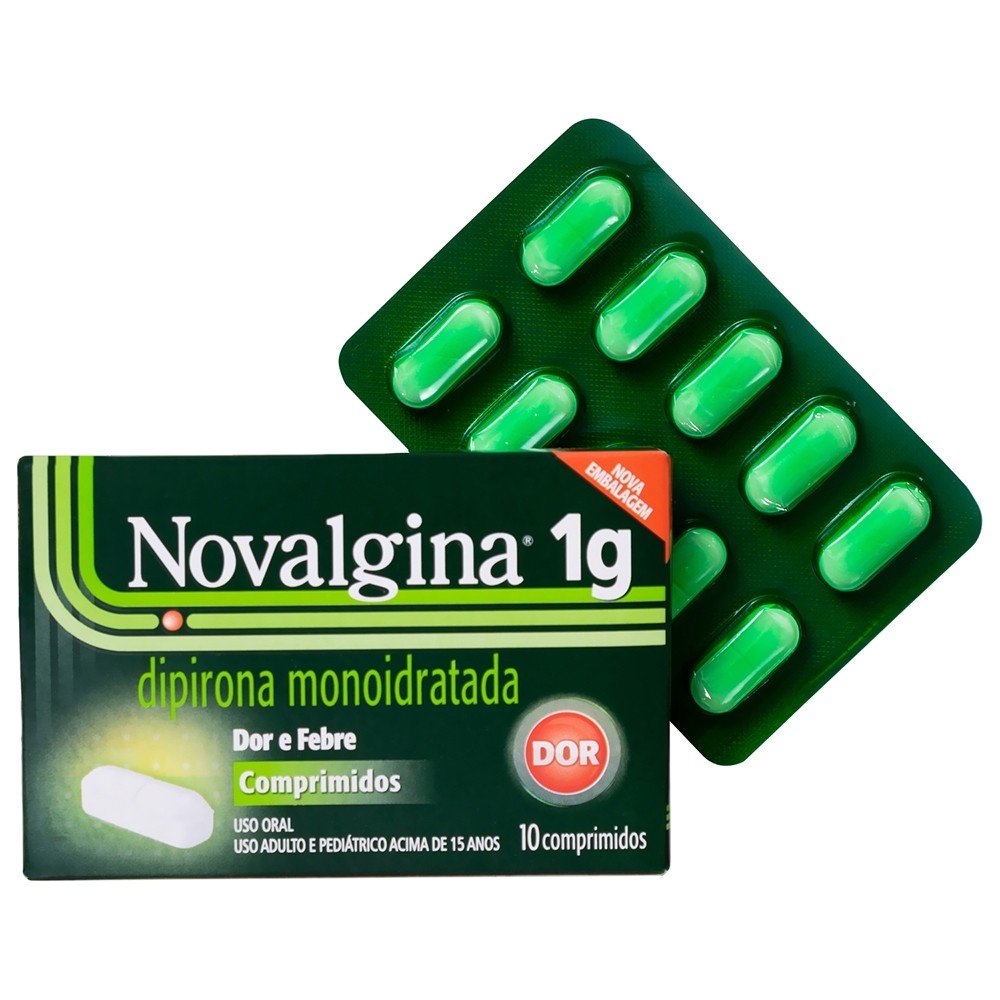 NOVA
EMBALAGEM
Novalgina® 1g
dipirona monoidratada
Dor e Febre
Comprimidos
DOR
USO ORAL
USO ADULTO E PEDIÁTRICO ACIMA DE 15 ANOS
10 comprimidos